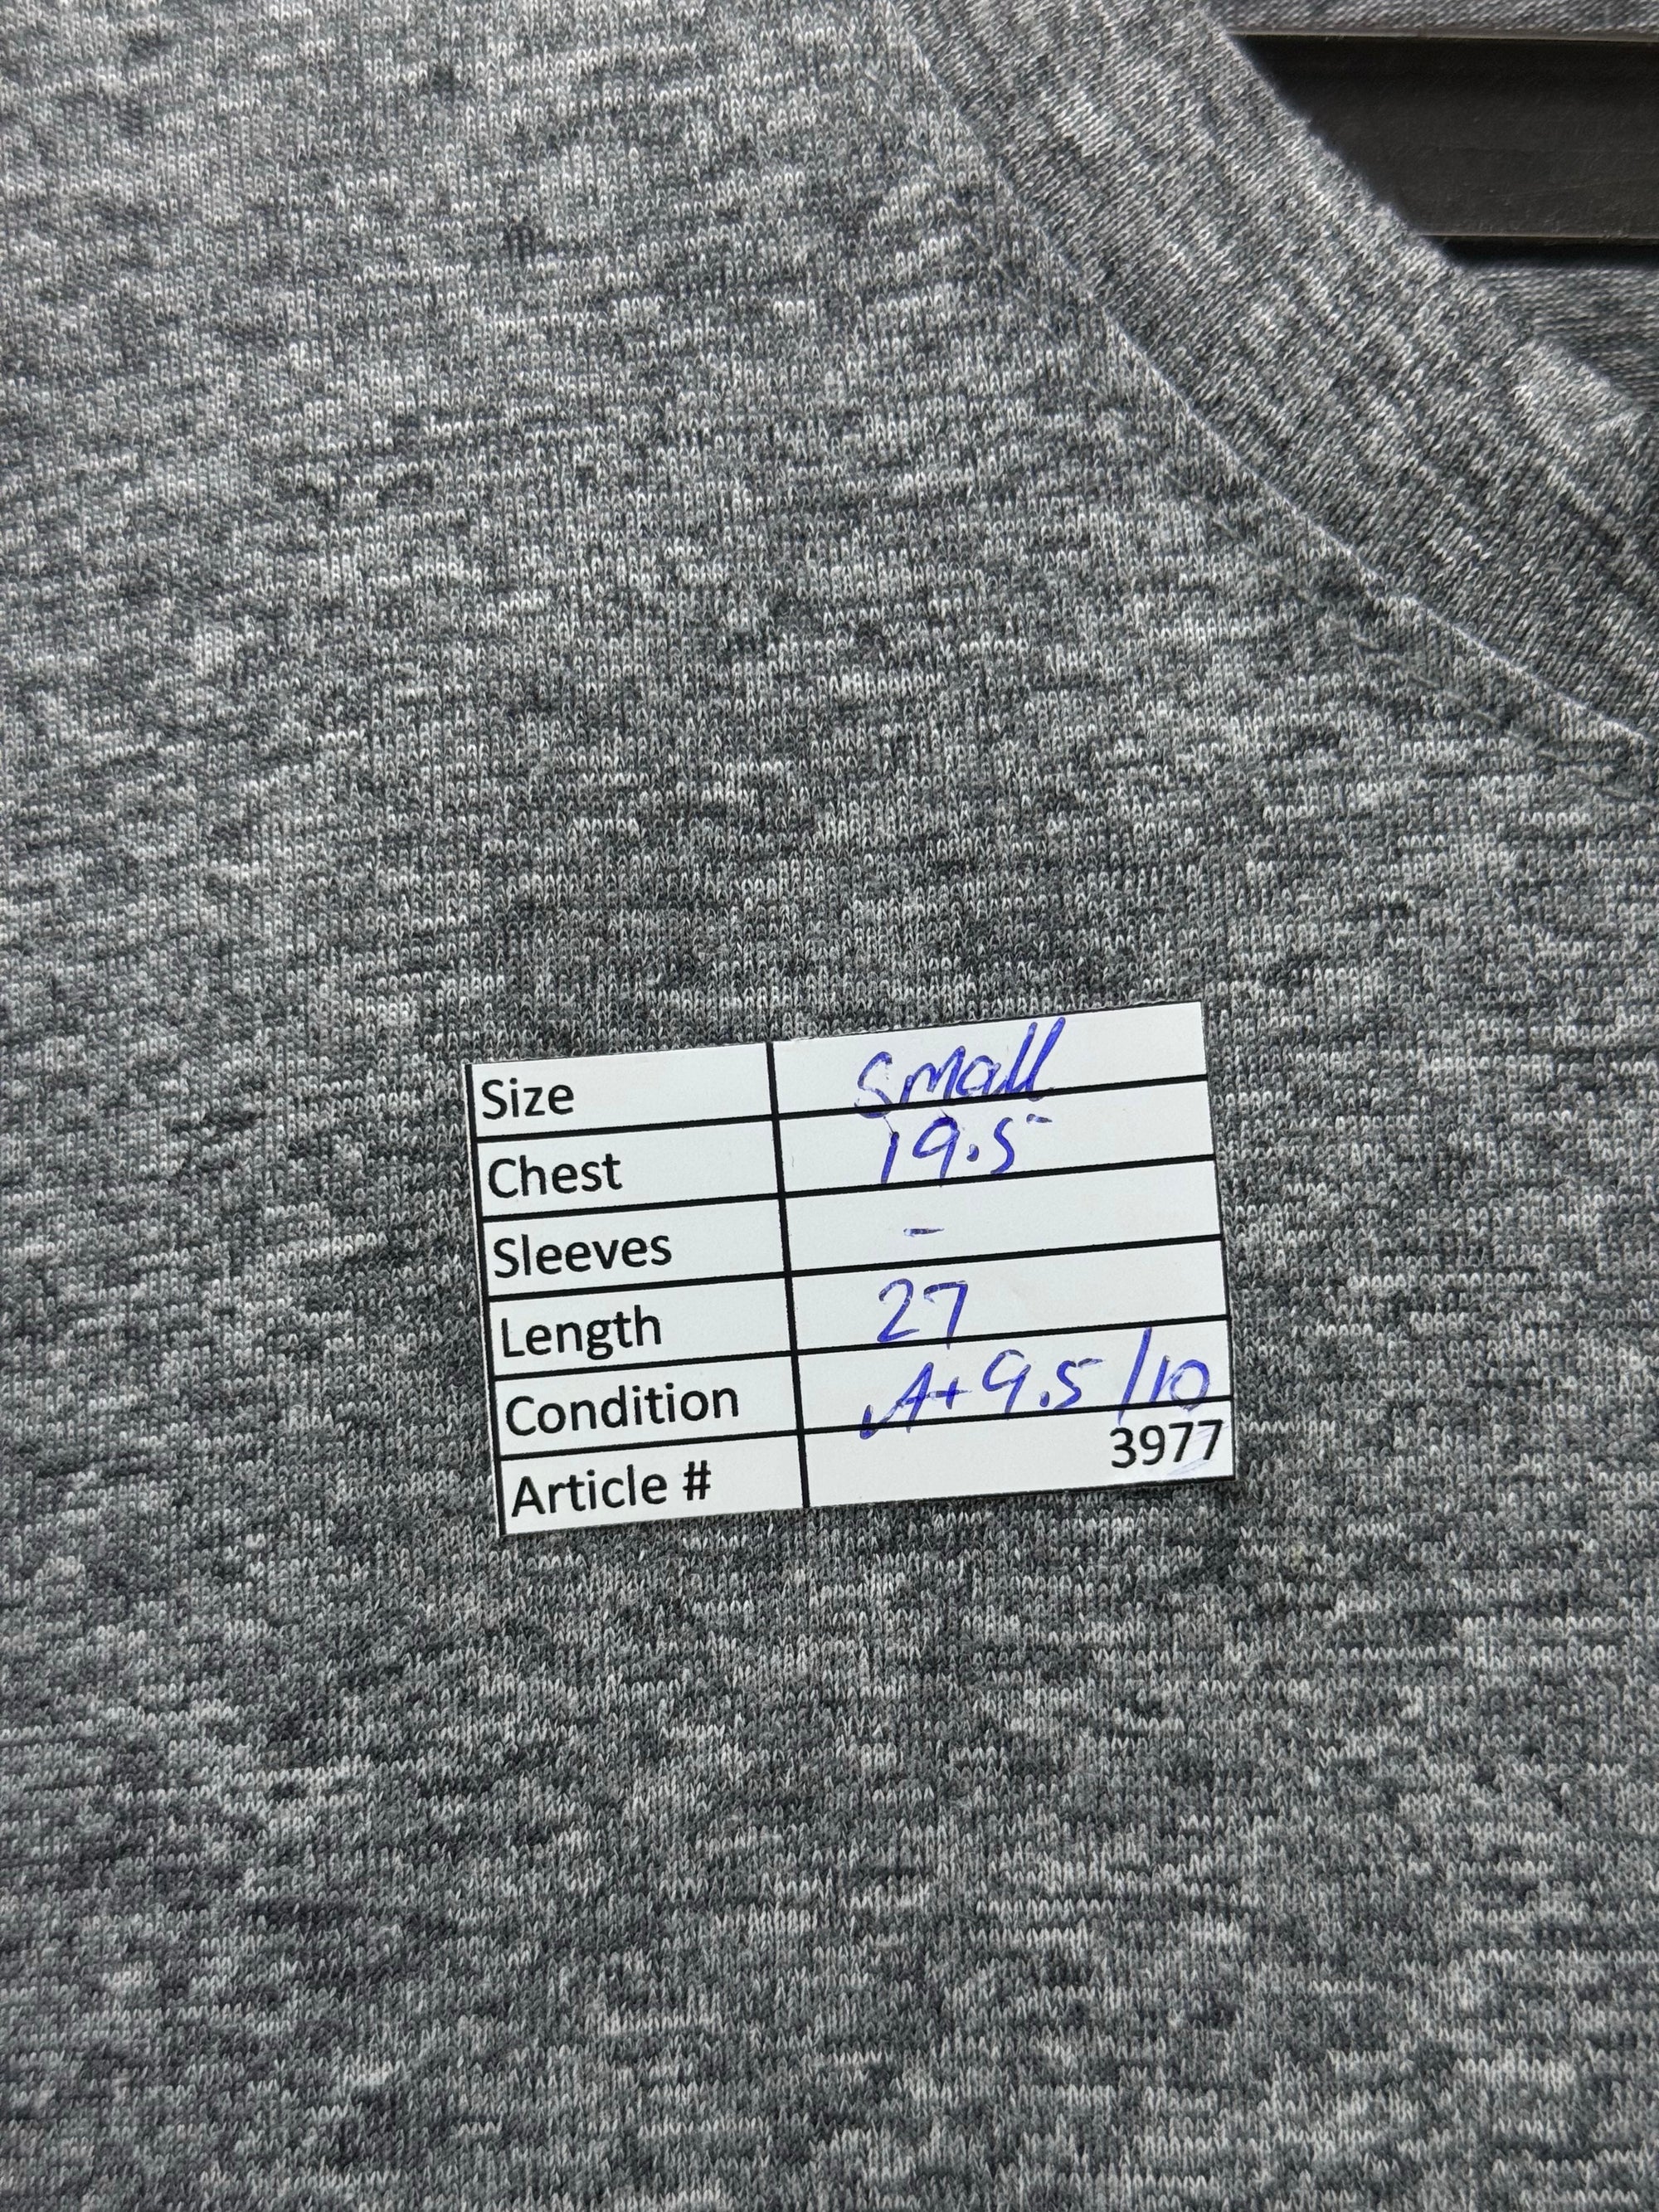 Size small
Chest 19.5
Sleeves -
Length 27
Condition A+ 9.5/10
Article # 3977